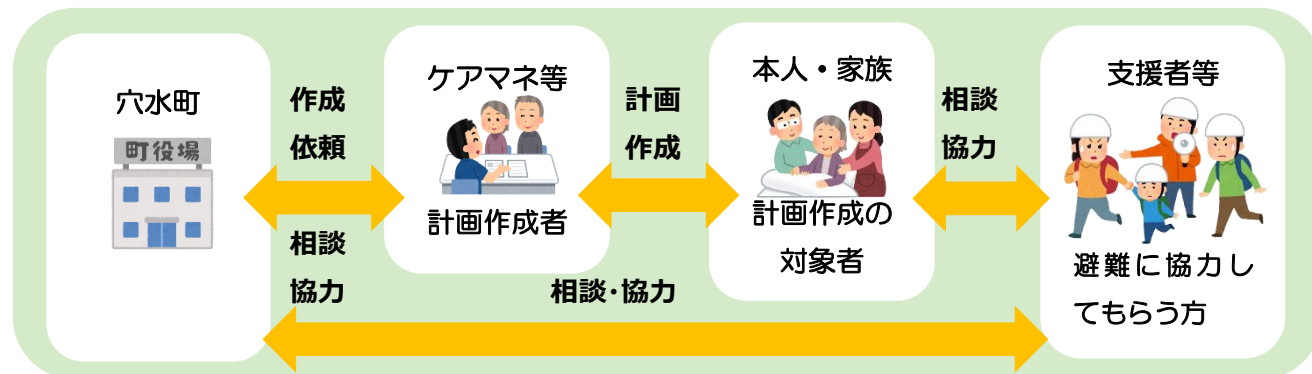 穴水町
町役場
作成
依頼
相談
協力
ケアマネ等
計画作成者
計画
作成
本人・家族
計画作成の
対象者
相談
協力
支援者等
避難に協力し
てもらう方
相談・協力